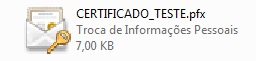 CERTIFICADO_TESTE.pfx
Troca de Informações Pessoais
7,00 KB